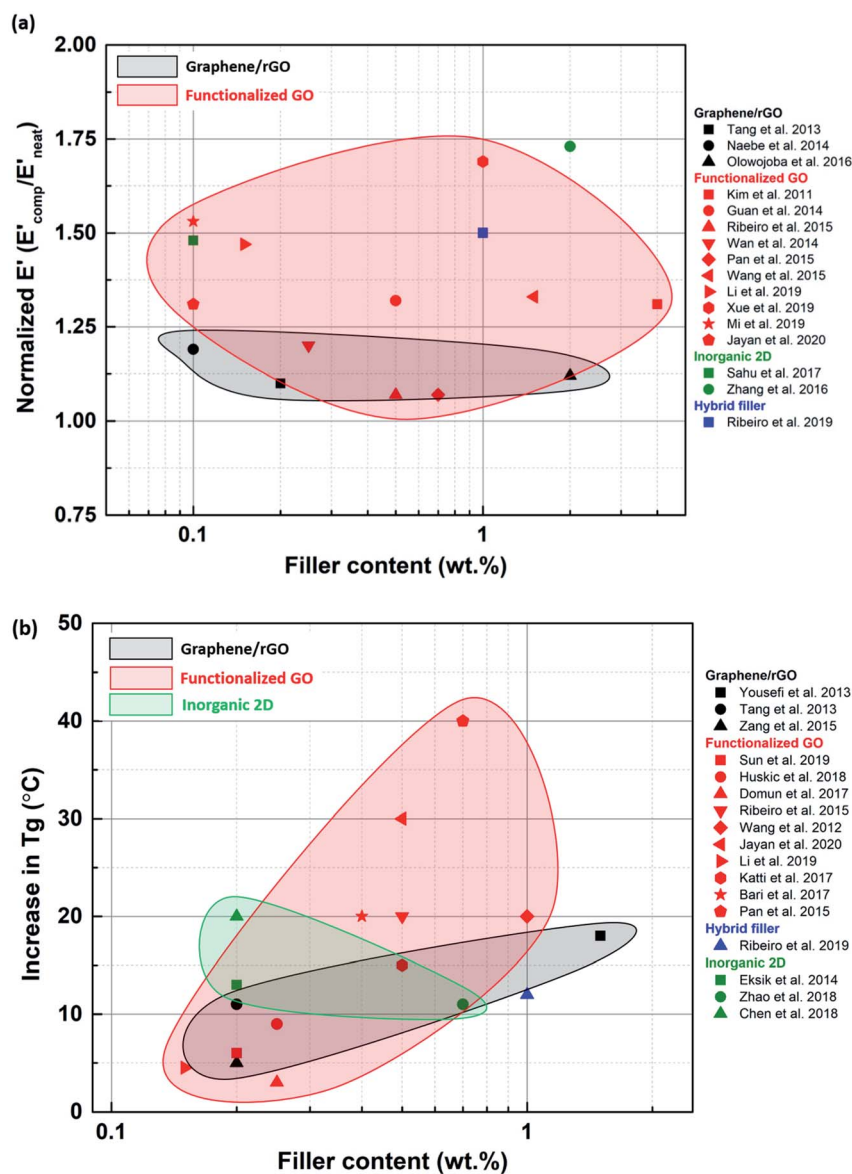 (a)
2.00
1.75
1.50
1.25
1.00
0.75
Normalized E' (E'comp/E'neat)
Graphene/rGO
Functionalized GO
0.1
1
Filler content (wt.%)
Graphene/rGO
Tang et al. 2013
Naebe et al. 2014
Olowojoba et al. 2016
Functionalized GO
Kim et al. 2011
Guan et al. 2014
Ribeiro et al. 2015
Wan et al. 2014
Pan et al. 2015
Wang et al. 2015
Li et al. 2019
Xue et al. 2019
Mi et al. 2019
Jayan et al. 2020
Inorganic 2D
Sahu et al. 2017
Zhang et al. 2016
Hybrid filler
Ribeiro et al. 2019
(b)
50
40
30
20
10
0
Increase in Tg (°C)
Graphene/rGO
Functionalized GO
Inorganic 2D
0.1
1
Filler content (wt.%)
Graphene/rGO
Yousefi et al. 2013
Tang et al. 2013
Zang et al. 2015
Functionalized GO
Sun et al. 2019
Huskic et al. 2018
Domun et al. 2017
Ribeiro et al. 2015
Wang et al. 2012
Jayan et al. 2020
Li et al. 2019
Katti et al. 2017
Bari et al. 2017
Pan et al. 2015
Hybrid filler
Ribeiro et al. 2019
Inorganic 2D
Eksik et al. 2014
Zhao et al. 2018
Chen et al. 2018